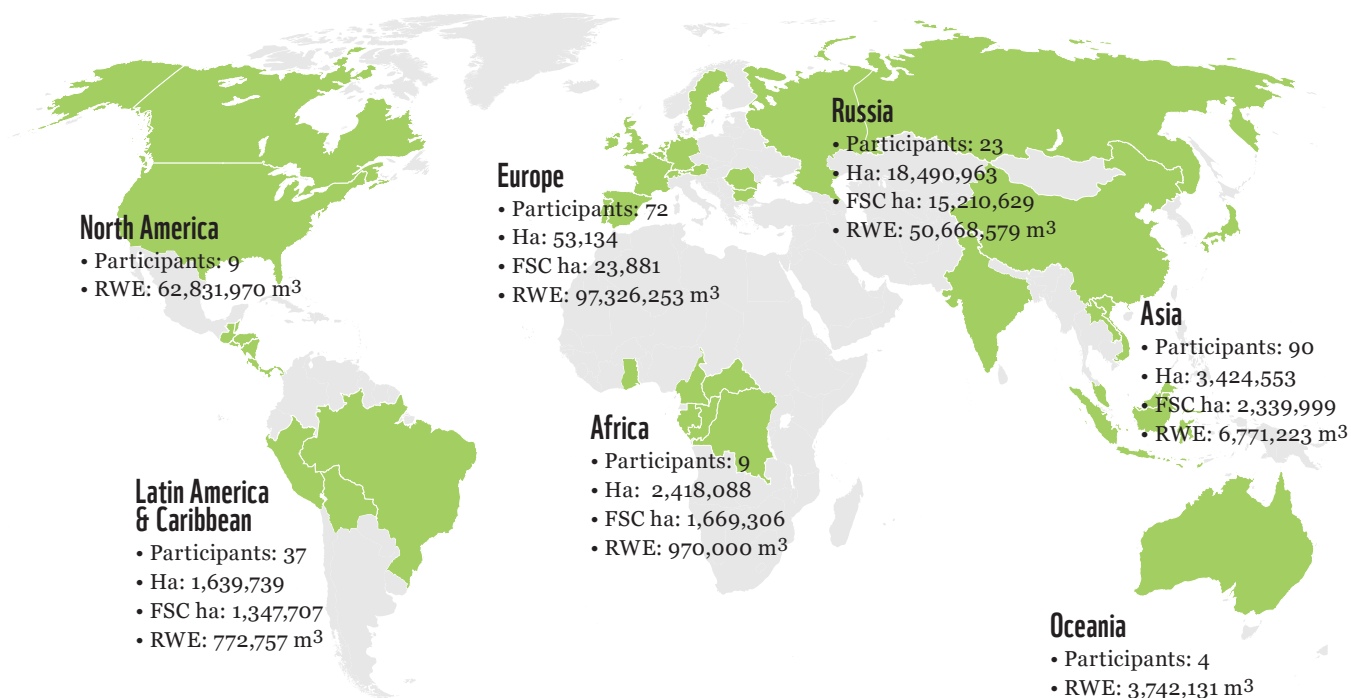 North America
• Participants: 9
• RWE: 62,831,970 m³
Latin America
& Caribbean
• Participants: 37
• Ha: 1,639,739
• FSC ha: 1,347,707
• RWE: 772,757 m³
Europe
• Participants: 72
• Ha: 53,134
• FSC ha: 23,881
• RWE: 97,326,253 m³
Africa
• Participants: 9
• Ha: 2,418,088
• FSC ha: 1,669,306
• RWE: 970,000 m³
Russia
• Participants: 23
• Ha: 18,490,963
• FSC ha: 15,210,629
• RWE: 50,668,579 m³
Asia
• Participants: 90
• Ha: 3,424,553
• FSC ha: 2,339,999
• RWE: 6,771,223 m³
Oceania
• Participants: 4
• RWE: 3,742,131 m³